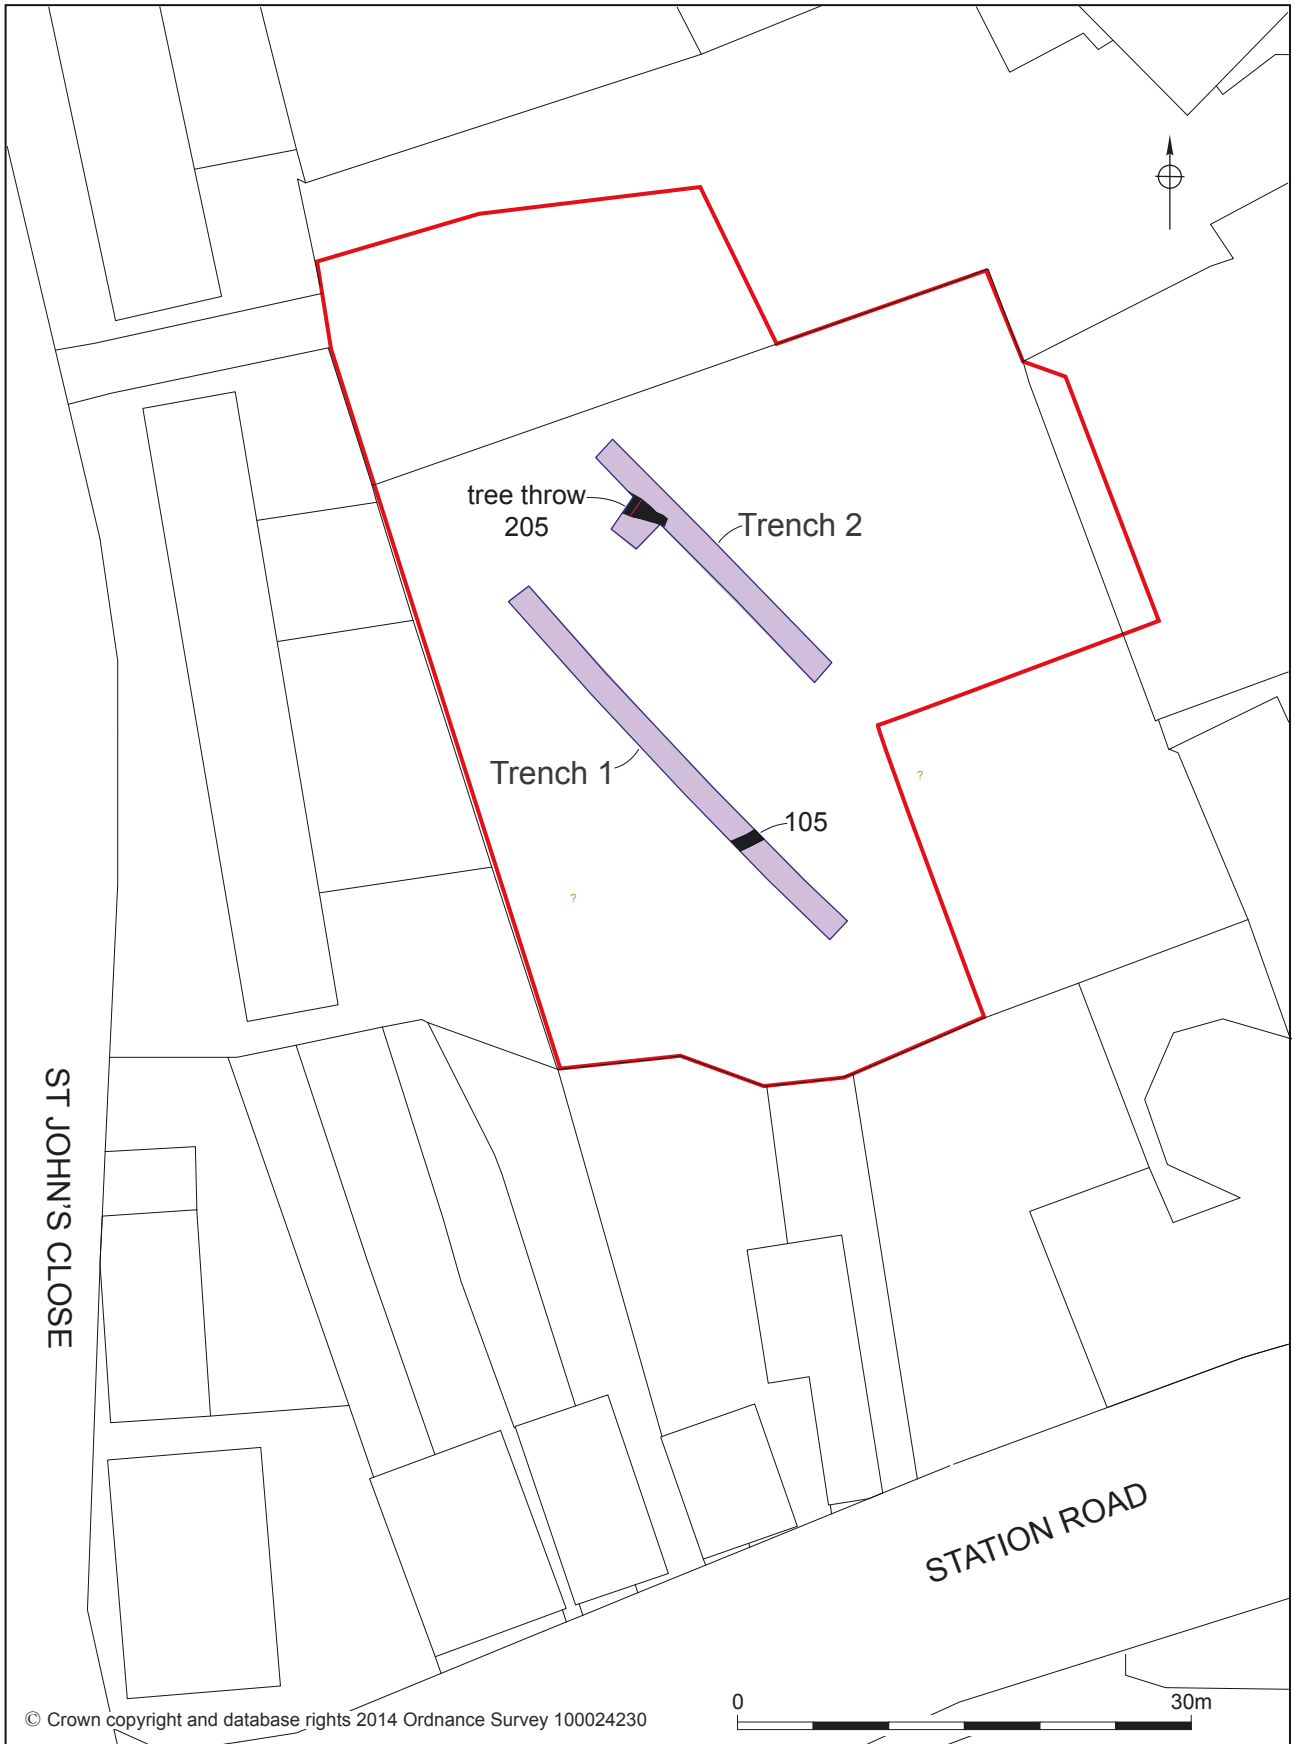 tree throw
205
Trench 2
Trench 1
?
105
?
ST JOHN'S CLOSE
STATION ROAD
0
30m
© Crown copyright and database rights 2014 Ordnance Survey 100024230